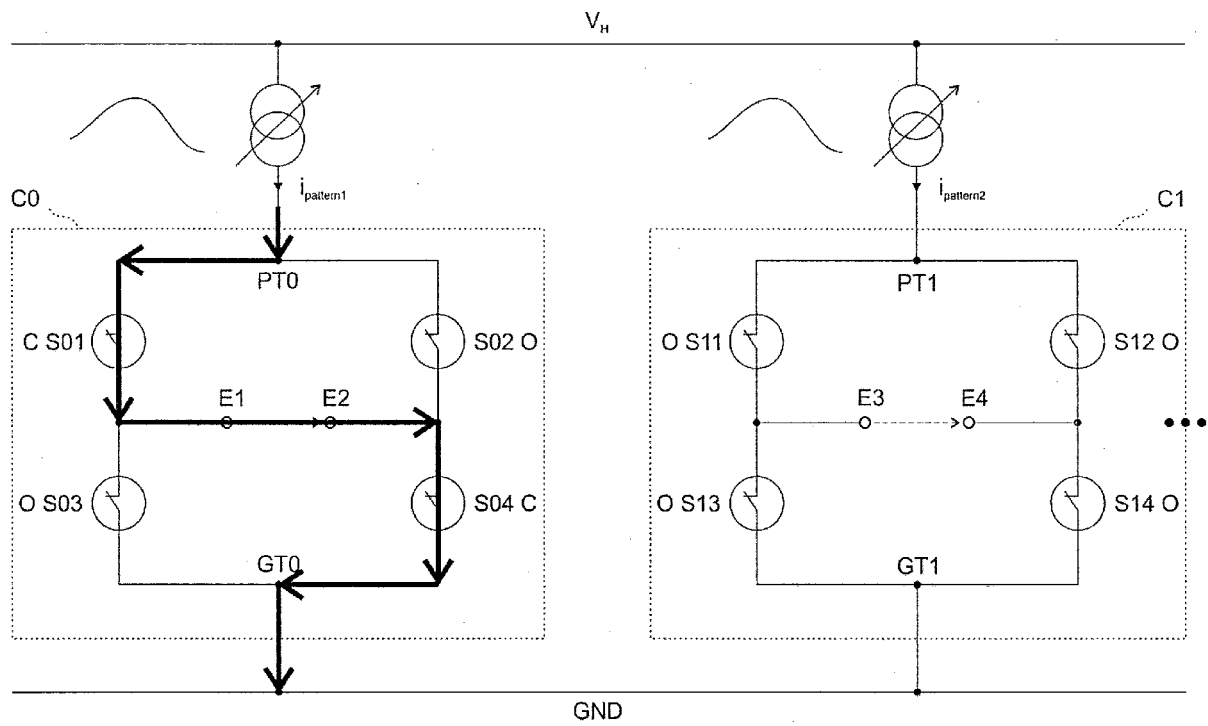 V_H
i_pattern1
i_pattern2
C0
C1
PT0
PT1
C S01
S02 O
O S11
S12 O
E1
E2
E3
E4
O S03
S04 C
O S13
S14 O
GT0
GT1
GND